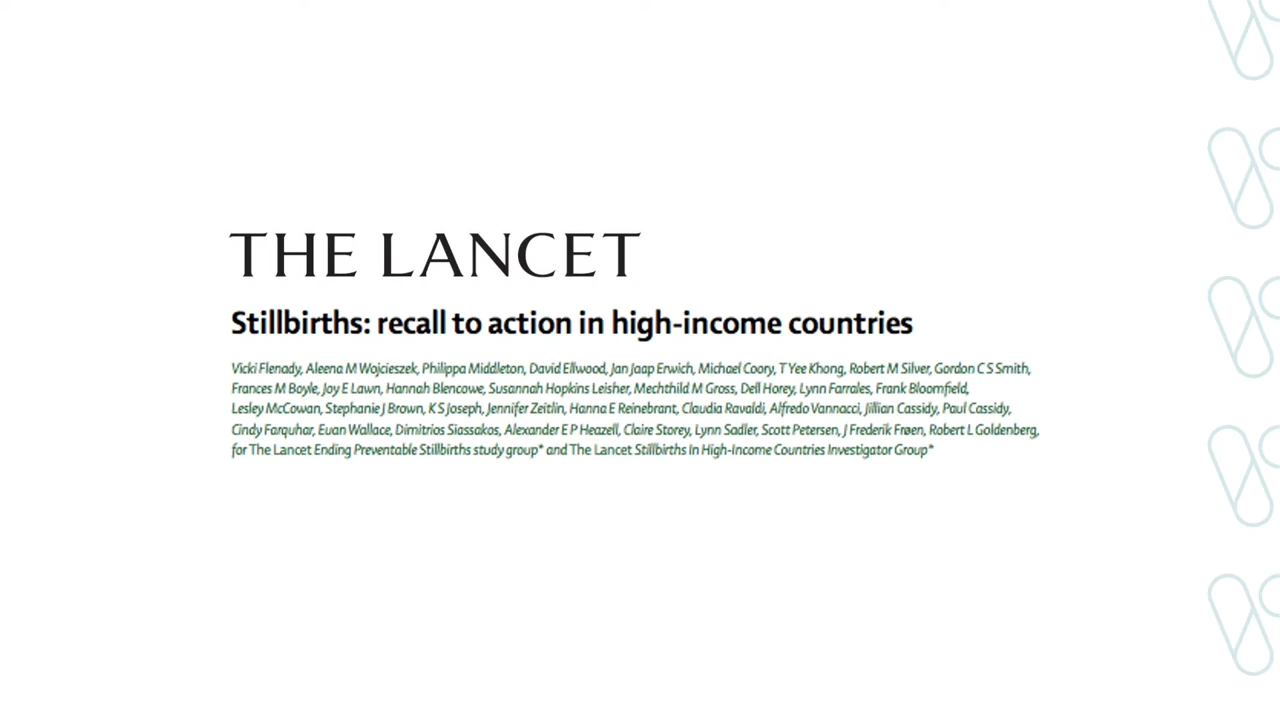 THE LANCET
Stillbirths: recall to action in high-income countries
Vicki Flenady, Aleena M Wojcieszek, Philippa Middleton, David Ellwood, Jan Jaap Erwich, Michael Coory, T Yee Khong, Robert M Silver, Gordon C S Smith,
Frances M Boyle, Joy E Lawn, Hannah Blencowe, Susannah Hopkins Leisher, Mechthild M Gross, Dell Horey, Lynn Farrales, Frank Bloomfield,
Lesley McCowan, Stephanie J Brown, K S Joseph, Jennifer Zeitlin, Hanna E Reinebrant, Claudia Ravaldi, Alfredo Vannacci, Jillian Cassidy, Paul Cassidy,
Cindy Farquhar, Euan Wallace, Dimitrios Siassakos, Alexander E P Heazell, Claire Storey, Lynn Sadler, Scott Petersen, J Frederik Frøen, Robert L Goldenberg,
for The Lancet Ending Preventable Stillbirths study group* and The Lancet Stillbirths In High-Income Countries Investigator Group*